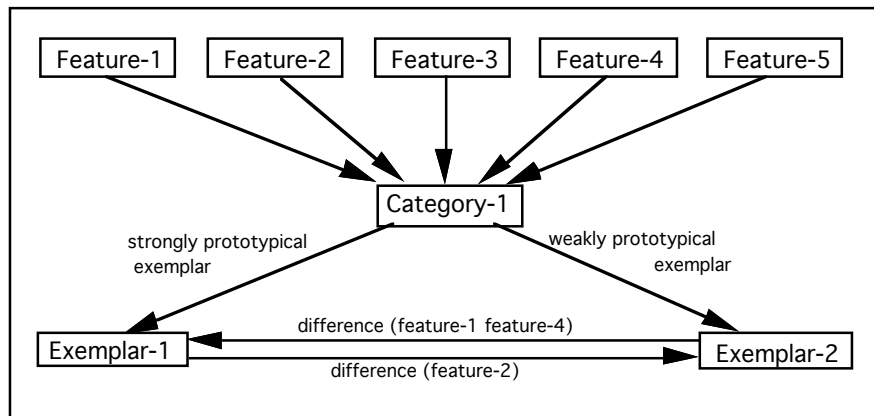 Feature-1
Feature-2
Feature-3
Feature-4
Feature-5
Category-1
strongly prototypical
exemplar
weakly prototypical
exemplar
difference (feature-1 feature-4)
Exemplar-1
Exemplar-2
difference (feature-2)